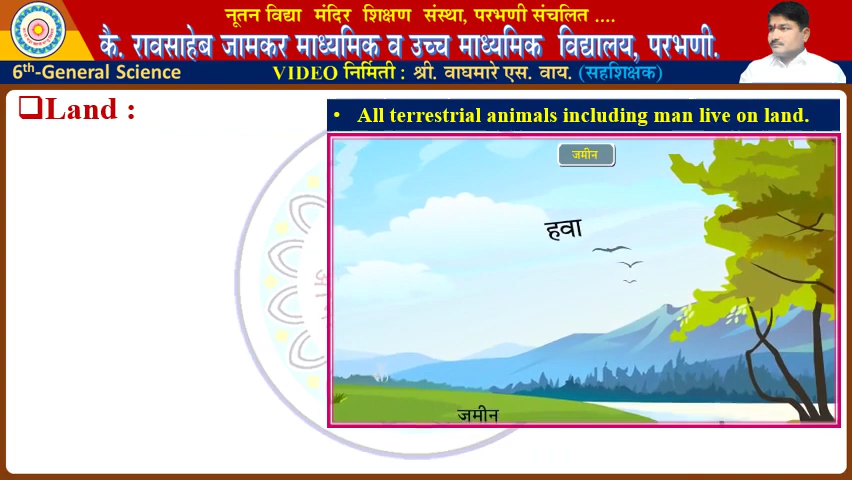 नूतन विद्या मंदिर शिक्षण संस्था, परभणी संचलित ....
कै. रावसाहेब जामकर माध्यमिक व उच्च माध्यमिक विद्यालय, परभणी.
6th-General Science
VIDEO निर्मिती : श्री. वाघमारे एस. वाय. (सहशिक्षक)
❑Land :
• All terrestrial animals including man live on land.
जमीन
हवा
जमीन